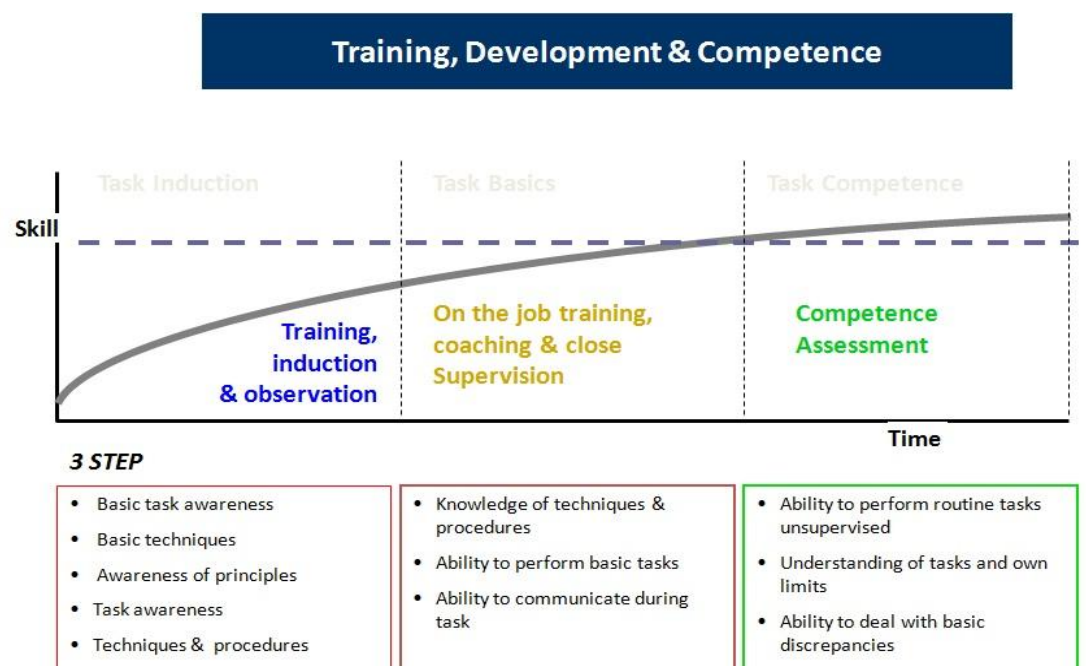 Training, Development & Competence
Task Induction
Task Basics
Task Competence
Skill
Training,
induction
& observation
On the job training,
coaching & close
Supervision
Competence
Assessment
Time
3 STEP
• Basic task awareness
• Basic techniques
• Awareness of principles
• Task awareness
• Techniques & procedures
• Knowledge of techniques &
procedures
• Ability to perform basic tasks
• Ability to communicate during
task
• Ability to perform routine tasks
unsupervised
• Understanding of tasks and own
limits
• Ability to deal with basic
discrepancies